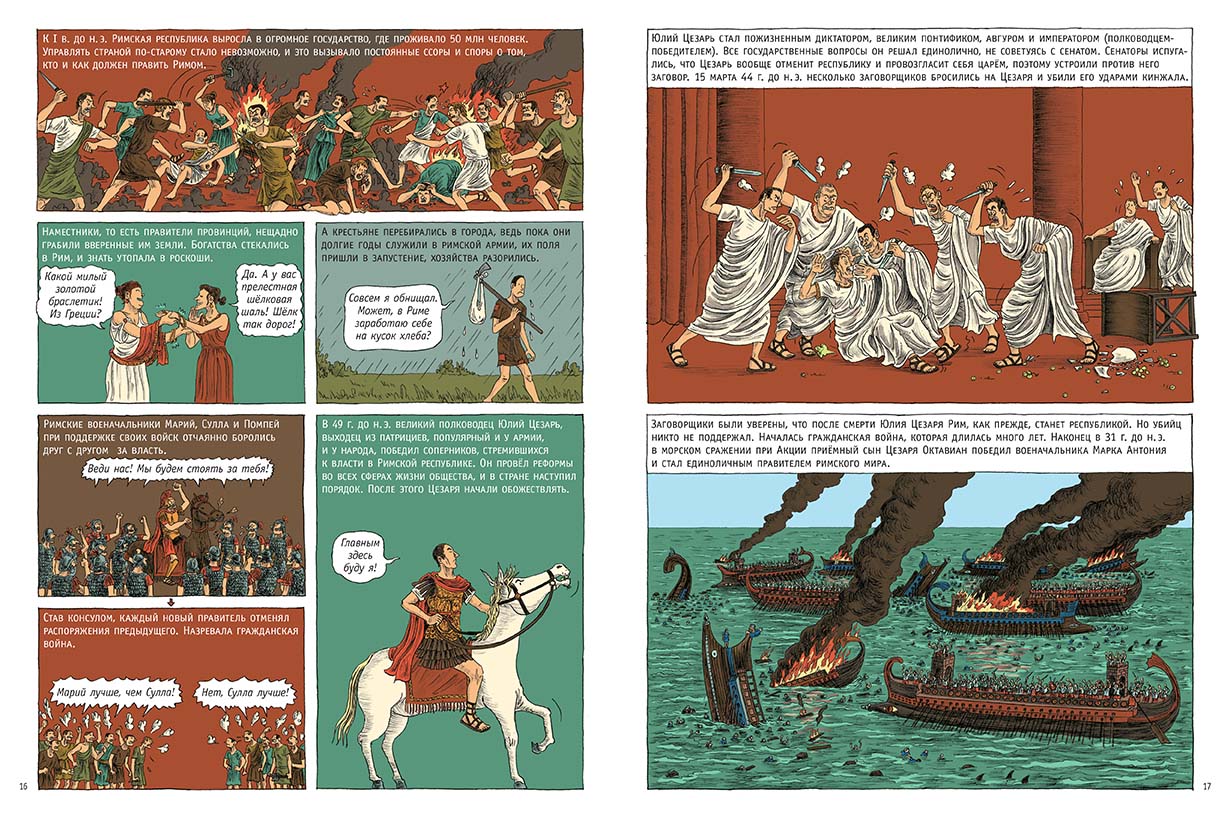 К I в. до н. э. Римская республика выросла в огромное государство, где проживало 50 млн человек.
Управлять страной по-старому стало невозможно, и это вызывало постоянные ссоры и споры о том,
кто и как должен править Римом.
Наместники, то есть правители провинций, нещадно
грабили вверенные им земли. Богатства стекались
в Рим, и знать утопала в роскоши.
Какой милый
золотой
браслетик!
Из Греции?
Да. А у вас
прелестная
шёлковая
шаль! Шёлк
так дорог!
А крестьяне перебирались в города, ведь пока они
долгие годы служили в римской армии, их поля
пришли в запустение, хозяйства разорились.
Совсем я обнищал.
Может, в Риме
заработаю себе
на кусок хлеба?
Римские военачальники Марий, Сулла и Помпей
при поддержке своих войск отчаянно боролись
друг с другом за власть.
Веди нас! Мы будем стоять за тебя!
Став консулом, каждый новый правитель отменял
распоряжения предыдущего. Назревала гражданская
война.
Марий лучше, чем Сулла!
Нет, Сулла лучше!
В 49 г. до н. э. великий полководец Юлий Цезарь,
выходец из патрициев, популярный и у армии,
и у народа, победил соперников, стремившихся
к власти в Римской республике. Он провёл реформы
во всех сферах жизни общества, и в стране наступил
порядок. После этого Цезаря начали обожествлять.
Главным
здесь
буду я!
16
Юлий Цезарь стал пожизненным диктатором, великим понтификом, авгуром и императором (полководцем-
победителем). Все государственные вопросы он решал единолично, не советуясь с сенатом. Сенаторы испуга-
лись, что Цезарь вообще отменит республику и провозгласит себя царём, поэтому устроили против него
заговор. 15 марта 44 г. до н. э. несколько заговорщиков бросились на Цезаря и убили его ударами кинжала.
Заговорщики были уверены, что после смерти Юлия Цезаря Рим, как прежде, станет республикой. Но убийц
никто не поддержал. Началась гражданская война, которая длилась много лет. Наконец в 31 г. до н. э.
в морском сражении при Акции приёмный сын Цезаря Октавиан победил военачальника Марка Антония
и стал единоличным правителем римского мира.
17